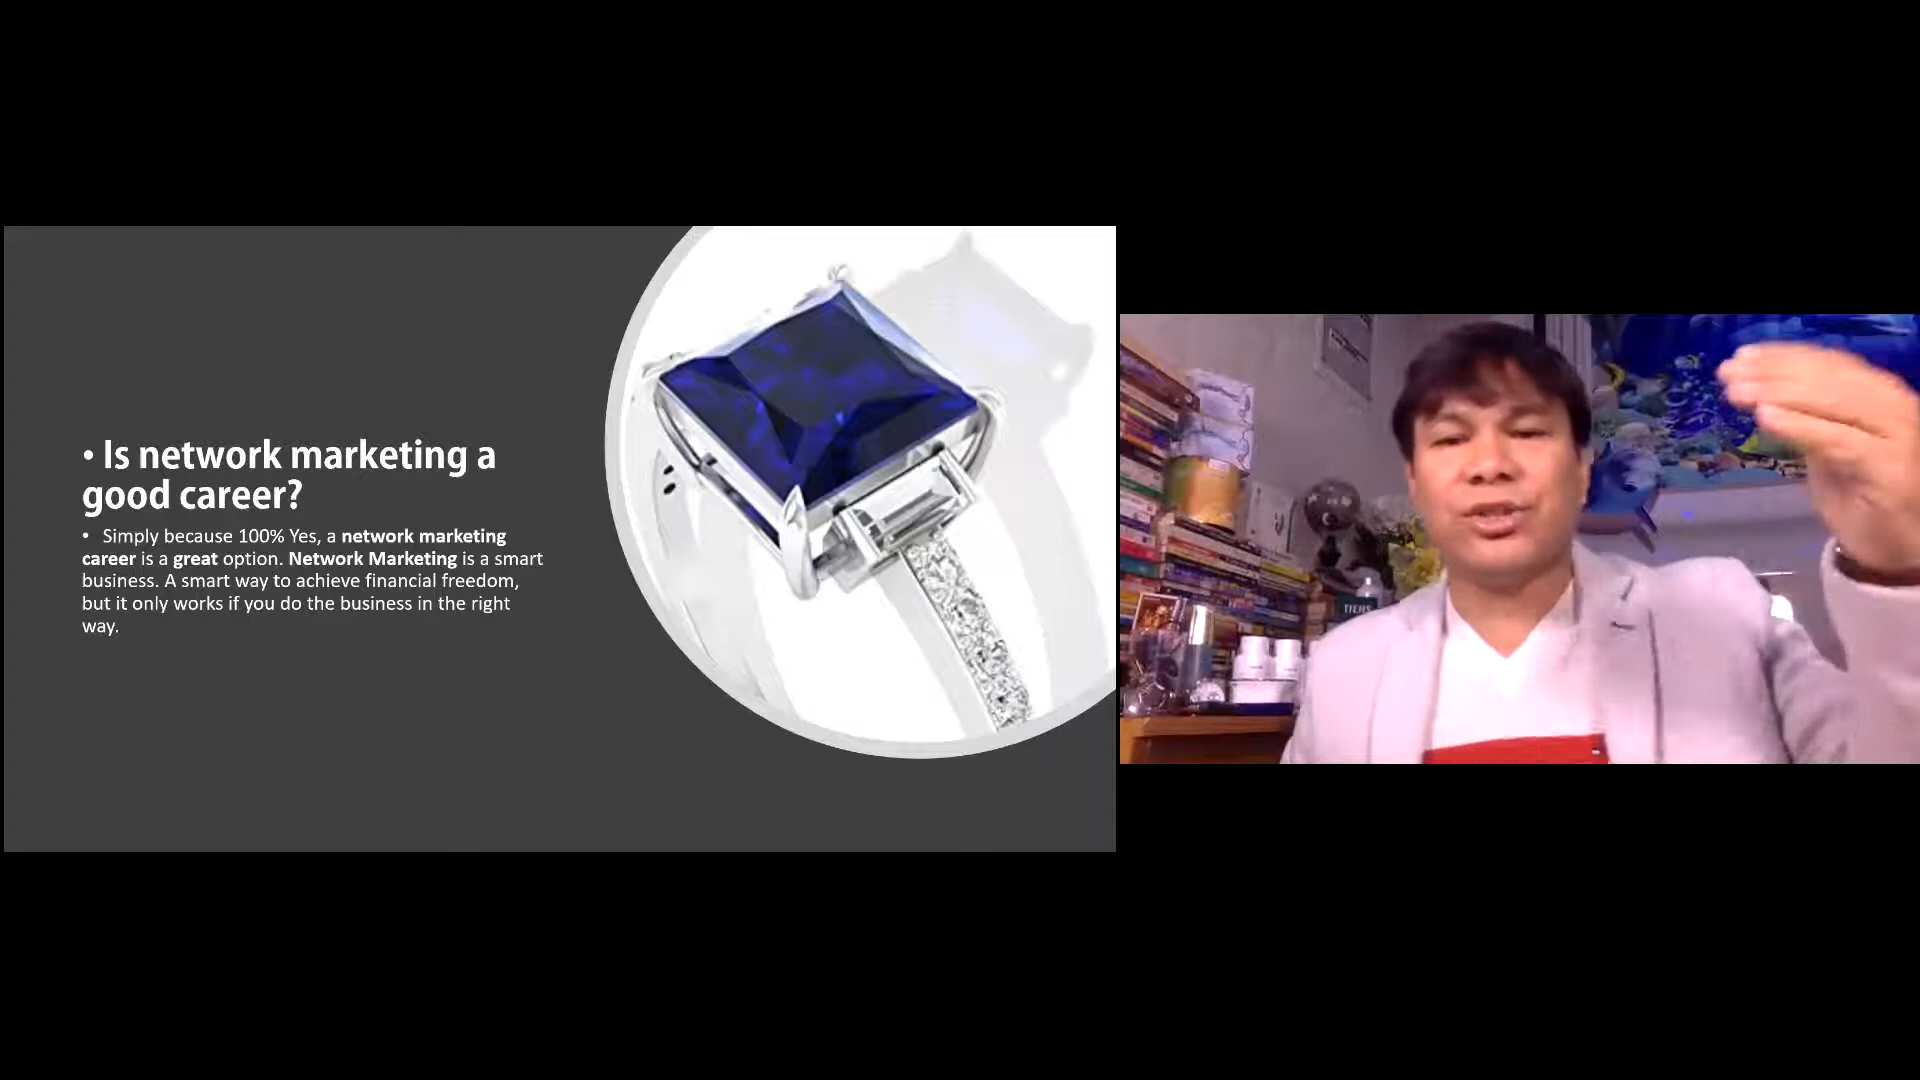 • Is network marketing a
good career?
• Simply because 100% Yes, a network marketing
career is a great option. Network Marketing is a smart
business. A smart way to achieve financial freedom,
but it only works if you do the business in the right
way.
TIENS